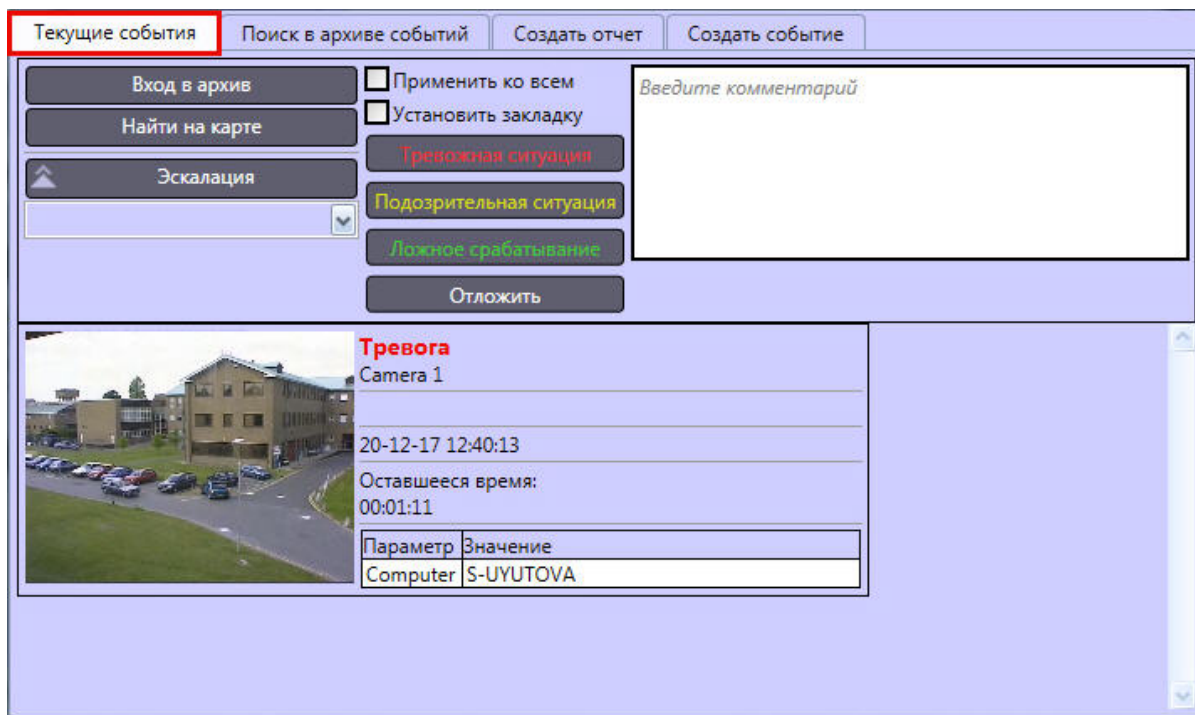 Текущие события
Поиск в архиве событий
Создать отчет
Создать событие
Вход в архив
Найти на карте
Эскалация
Применить ко всем
Установить закладку
Тревожная ситуация
Подозрительная ситуация
Ложное срабатывание
Отложить
Введите комментарий
Тревога
Camera 1
20-12-17 12:40:13
Оставшееся время:
00:01:11
Параметр Значение
Computer S-UYUTOVA